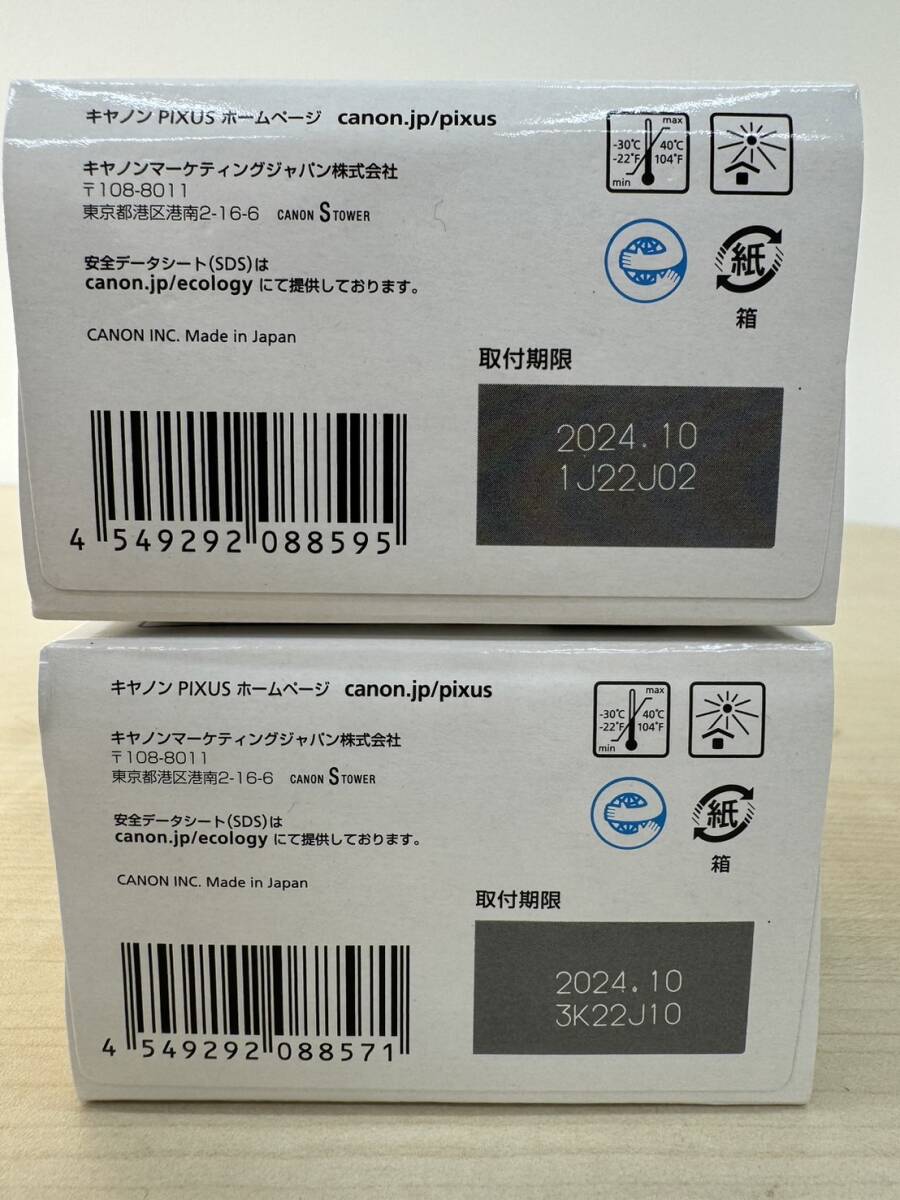 キヤノン PIXUS ホームページ canon.jp/pixus
キヤノンマーケティングジャパン株式会社
〒108-8011
東京都港区港南2-16-6 CANON S TOWER
安全データシート(SDS)は
canon.jp/ecology にて提供しております。
CANON INC. Made in Japan
max
-30℃ 40℃
-22°F 104°F
min
紙
箱
取付期限
2024.10
1J22J02
4 549292 088595
キヤノン PIXUS ホームページ canon.jp/pixus
キヤノンマーケティングジャパン株式会社
〒108-8011
東京都港区港南2-16-6 CANON S TOWER
安全データシート(SDS)は
canon.jp/ecology にて提供しております。
CANON INC. Made in Japan
max
-30℃ 40℃
-22°F 104°F
min
紙
箱
取付期限
2024.10
3K22J10
4 549292 088571